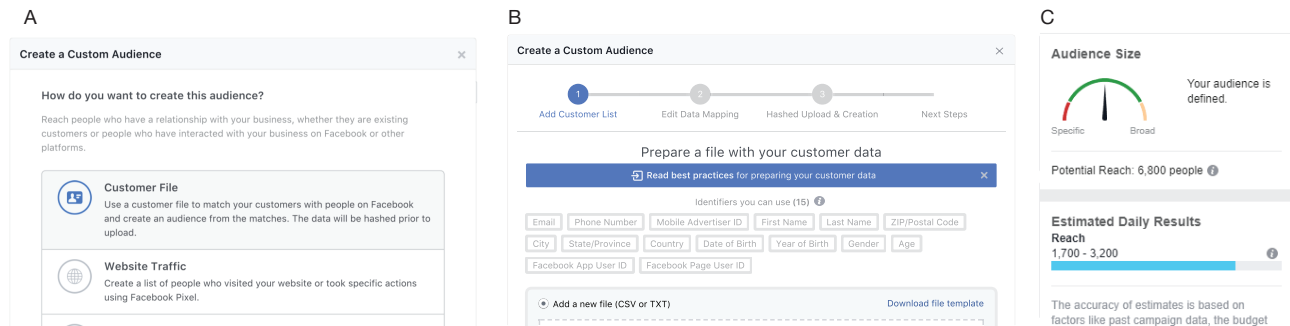 A
Create a Custom Audience ×
How do you want to create this audience?
Reach people who have a relationship with your business, whether they are existing
customers or people who have interacted with your business on Facebook or other
platforms.
Customer File
Use a customer file to match your customers with people on Facebook
and create an audience from the matches. The data will be hashed prior to
upload.
Website Traffic
Create a list of people who visited your website or took specific actions
using Facebook Pixel.
B
Create a Custom Audience ×
1 2 3
Add Customer List Edit Data Mapping Hashed Upload & Creation Next Steps
Prepare a file with your customer data
Read best practices for preparing your customer data ×
Identifiers you can use (15) i
Email Phone Number Mobile Advertiser ID First Name Last Name ZIP/Postal Code
City State/Province Country Date of Birth Year of Birth Gender Age
Facebook App User ID Facebook Page User ID
Add a new file (CSV or TXT) Download file template
C
Audience Size
Your audience is
defined.
Specific Broad
Potential Reach: 6,800 people i
Estimated Daily Results
Reach
1,700 - 3,200 i
The accuracy of estimates is based on
factors like past campaign data, the budget